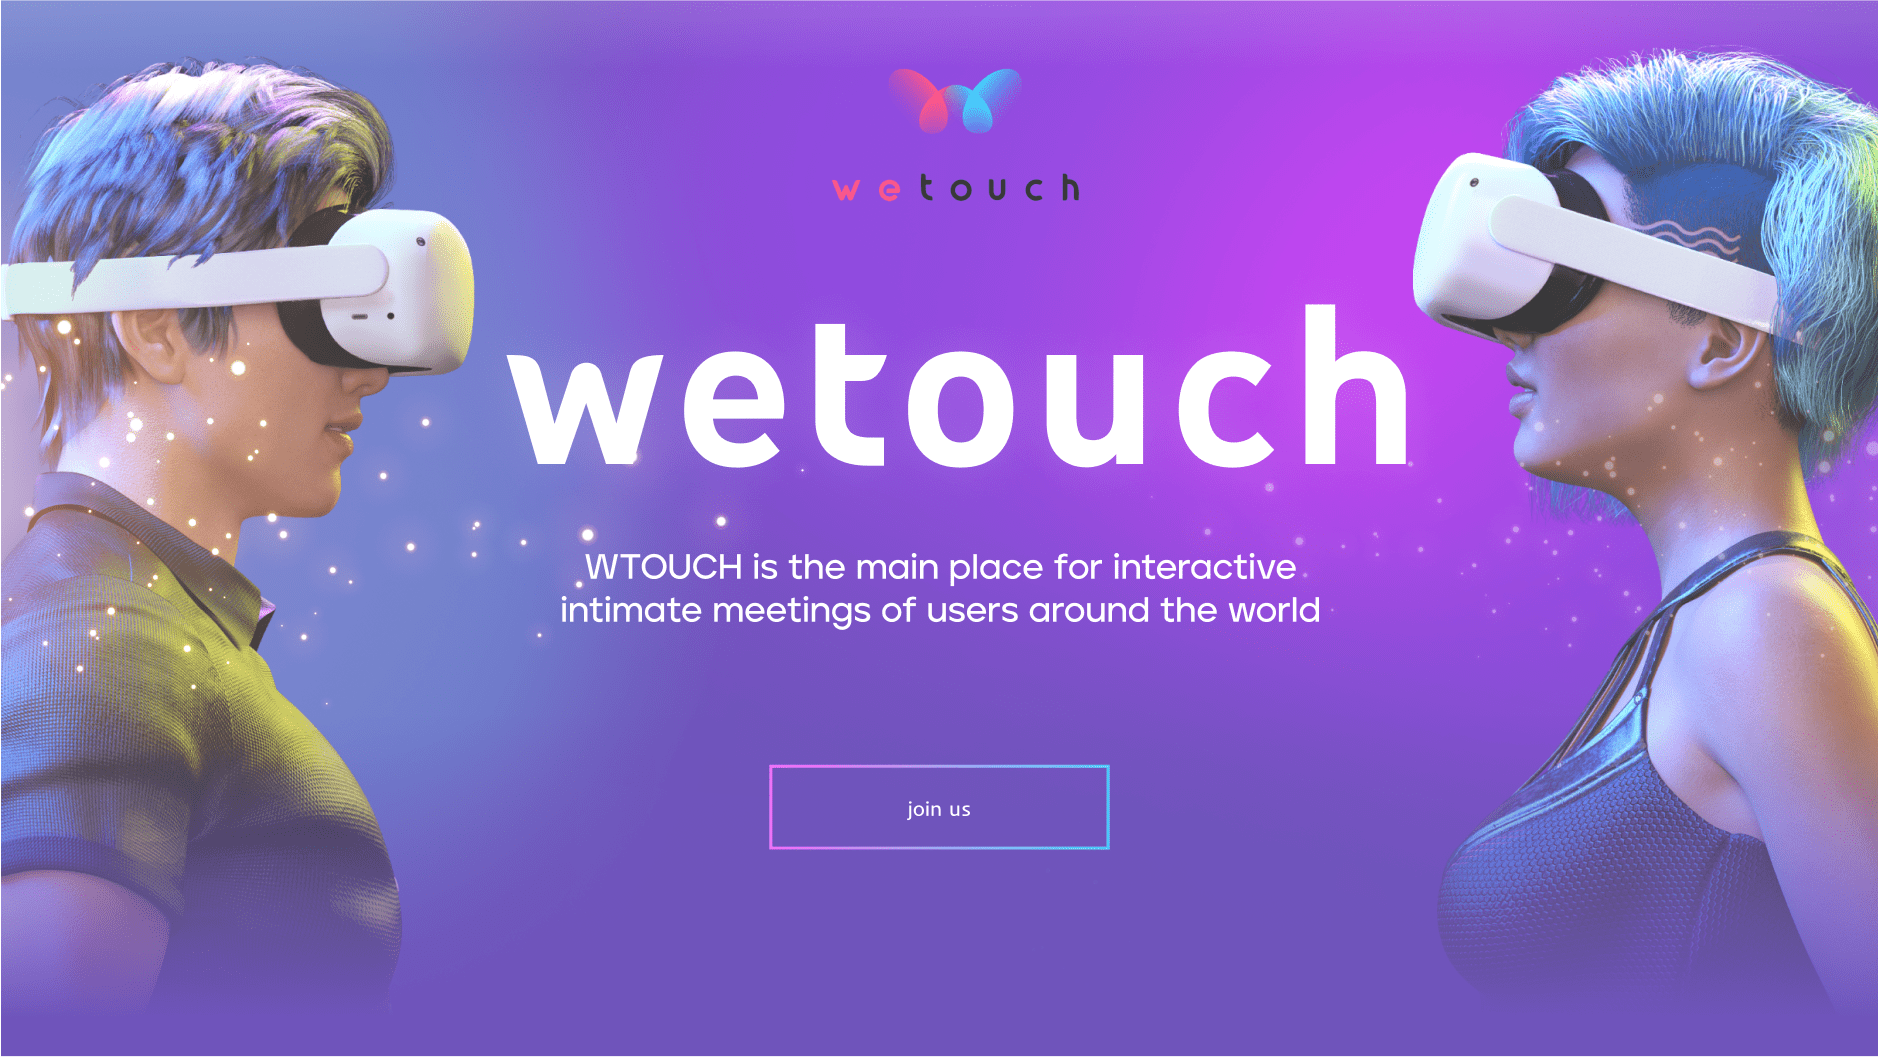 wetouch
wetouch
WTOUCH is the main place for interactive
intimate meetings of users around the world
join us